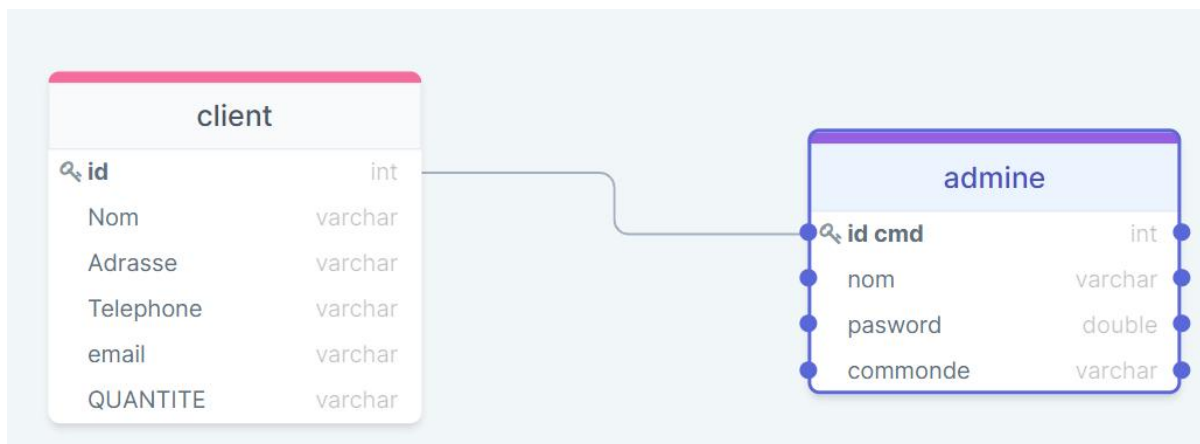 client
id int
Nom varchar
Adrasse varchar
Telephone varchar
email varchar
QUANTITE varchar
admine
id cmd int
nom varchar
pasword double
commonde varchar